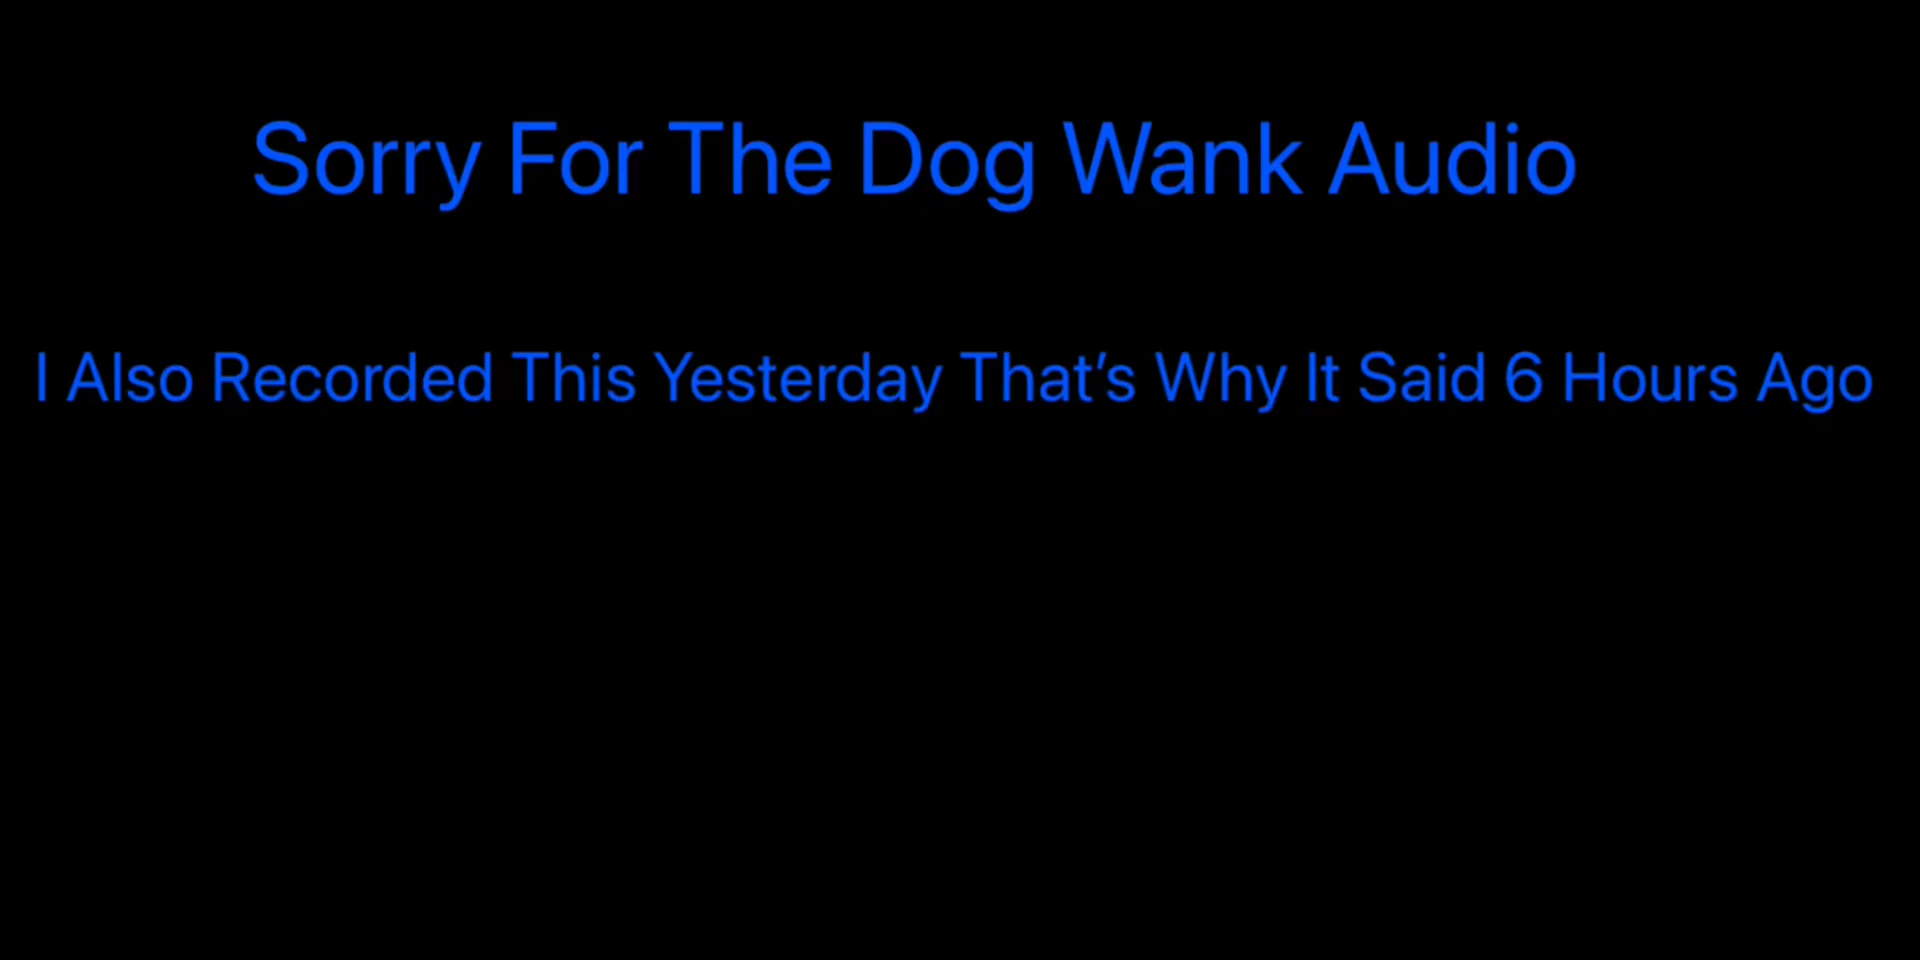 Sorry For The Dog Wank Audio
I Also Recorded This Yesterday That’s Why It Said 6 Hours Ago